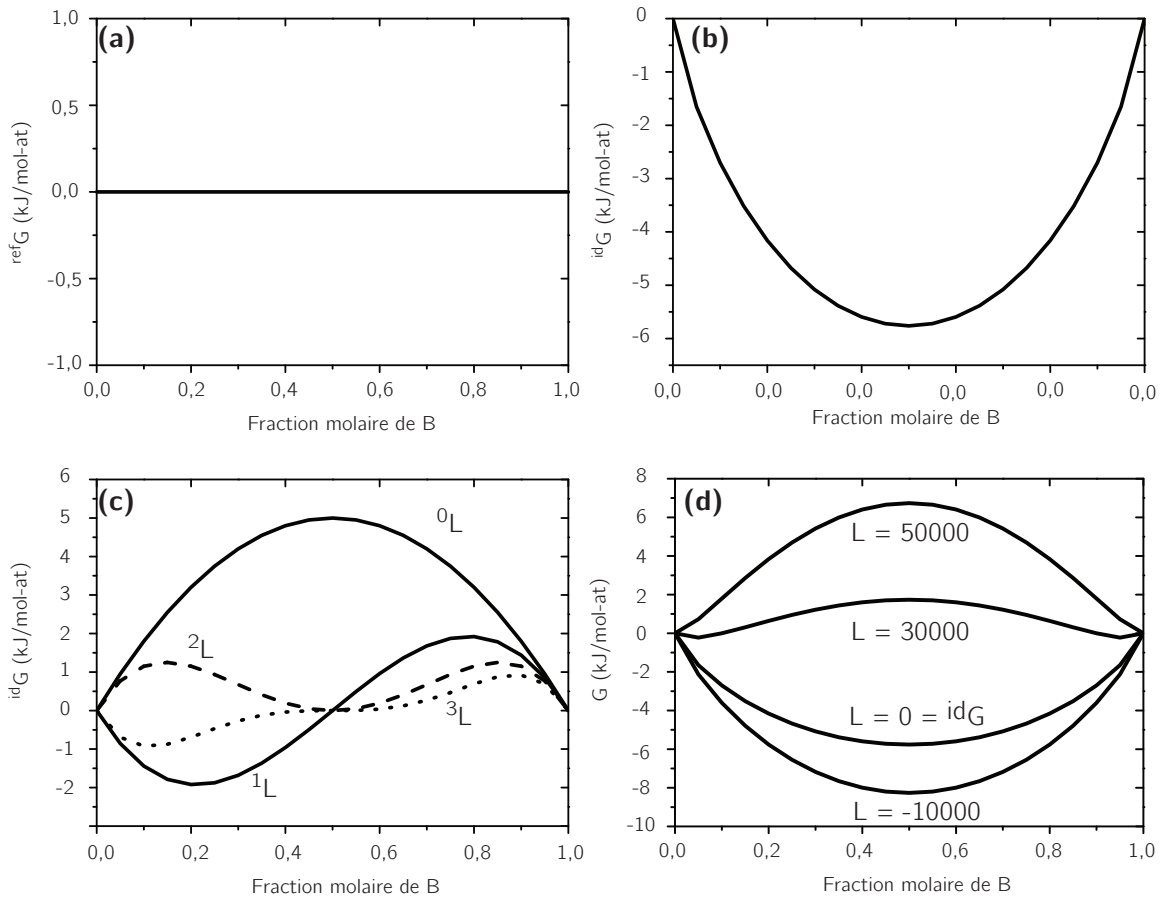 (a)
1,0
0,5
0,0
-0,5
-1,0
refG (kJ/mol-at)
0,0 0,2 0,4 0,6 0,8 1,0
Fraction molaire de B
(b)
0
-1
-2
-3
-4
-5
-6
idG (kJ/mol-at)
0,0 0,0 0,0 0,0 0,0 0,0
Fraction molaire de B
(c)
6
5
4
3
2
1
0
-1
-2
idG (kJ/mol-at)
0L
2L
3L
1L
0,0 0,2 0,4 0,6 0,8 1,0
Fraction molaire de B
(d)
8
6
4
2
0
-2
-4
-6
-8
-10
G (kJ/mol-at)
L = 50000
L = 30000
L = 0 = idG
L = -10000
0,0 0,2 0,4 0,6 0,8 1,0
Fraction molaire de B